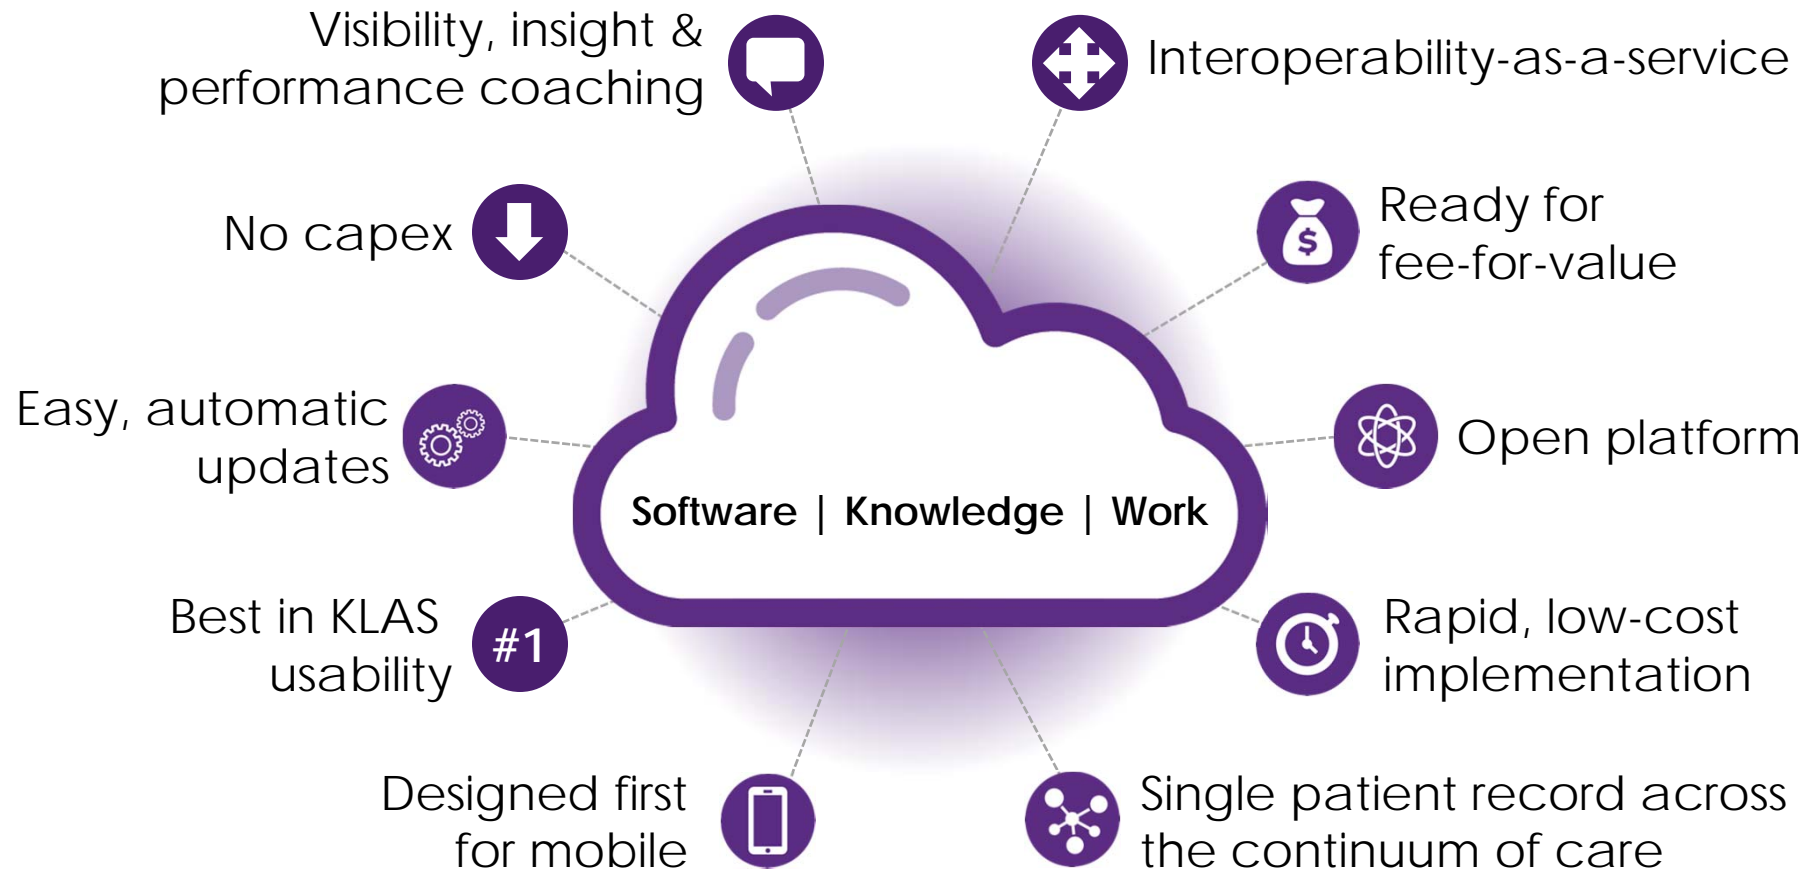 Visibility, insight &
performance coaching
Interoperability-as-a-service
No capex
Ready for
fee-for-value
$
Easy, automatic
updates
Open platform
Software | Knowledge | Work
Best in KLAS
usability
#1
Rapid, low-cost
implementation
Designed first
for mobile
Single patient record across
the continuum of care